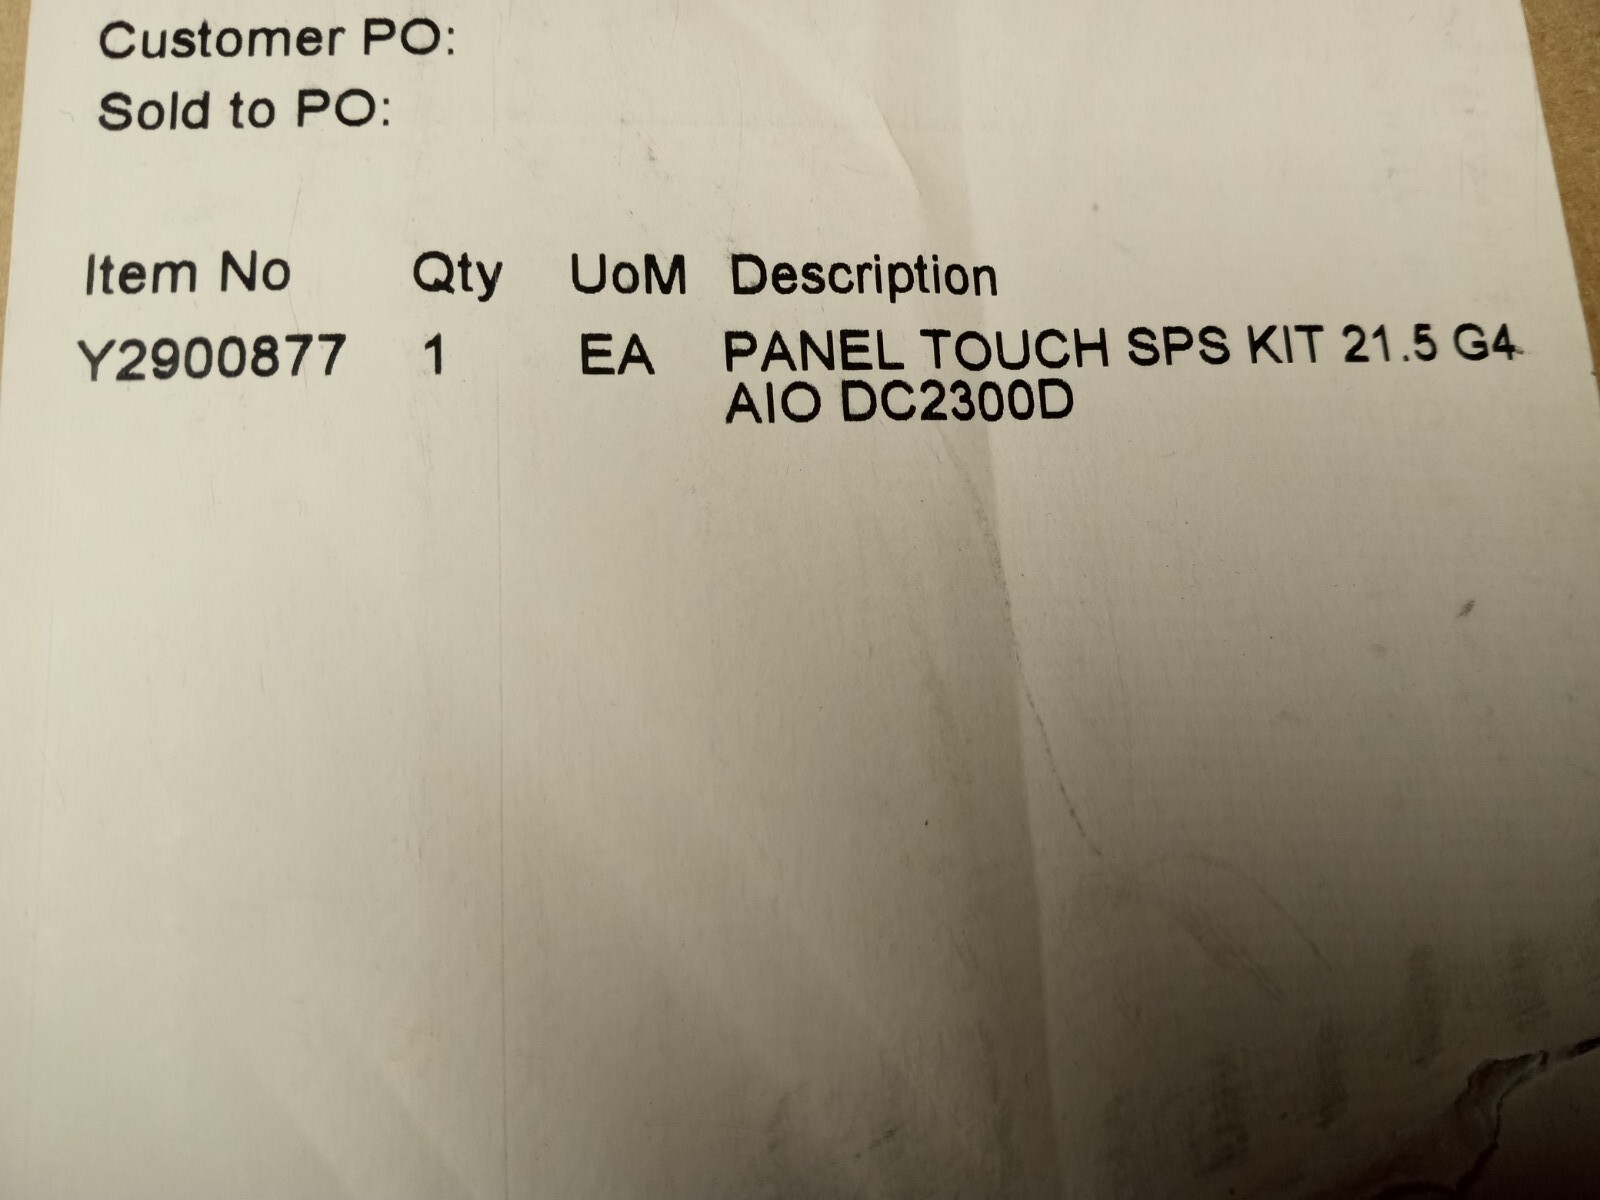 Customer PO:
Sold to PO:
Item No Qty UoM Description
Y2900877 1 EA PANEL TOUCH SPS KIT 21.5 G4
AIO DC2300D